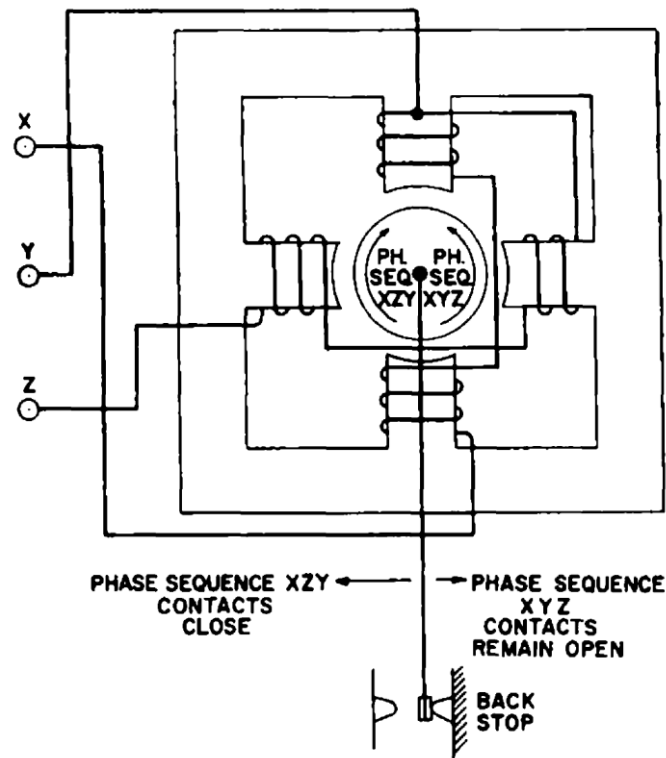 X
Y
Z
PH. SEQ. XZY
PH. SEQ. XYZ
PHASE SEQUENCE XZY
CONTACTS
CLOSE
PHASE SEQUENCE
XYZ
CONTACTS
REMAIN OPEN
BACK
STOP